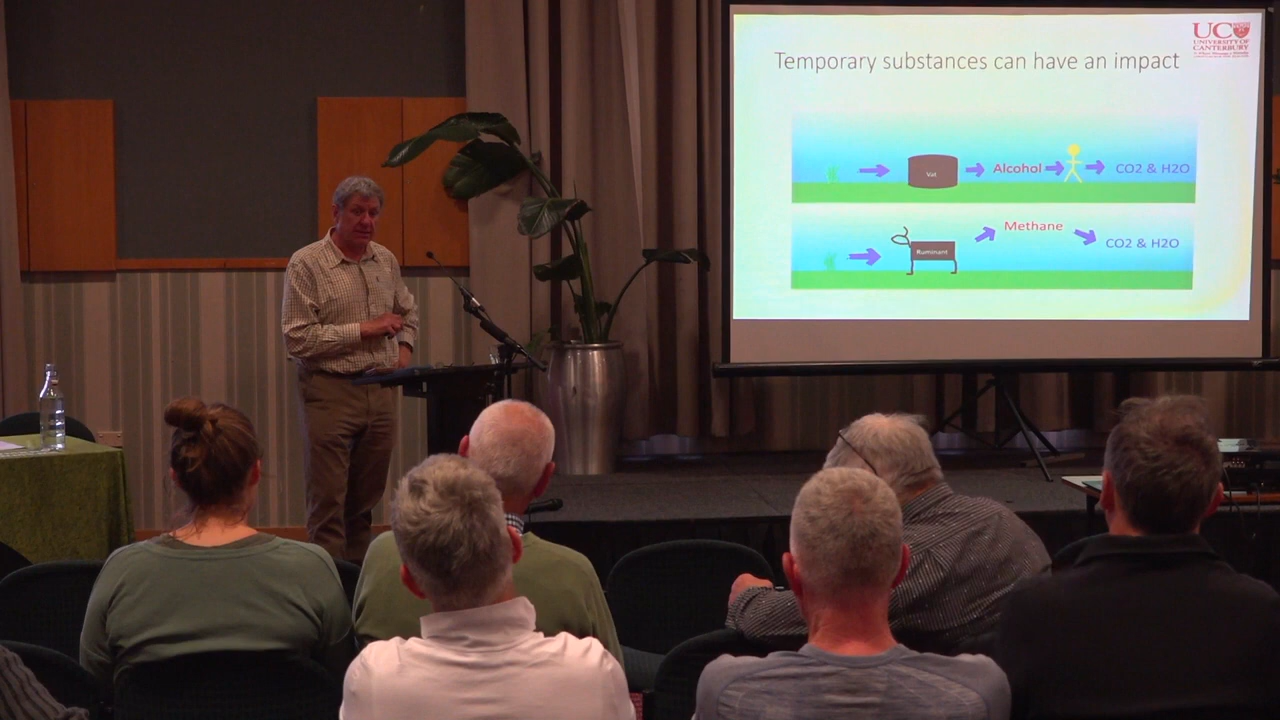 Temporary substances can have an impact
UC
UNIVERSITY OF
CANTERBURY
Vat
Alcohol
CO2 & H2O
Ruminant
Methane
CO2 & H2O